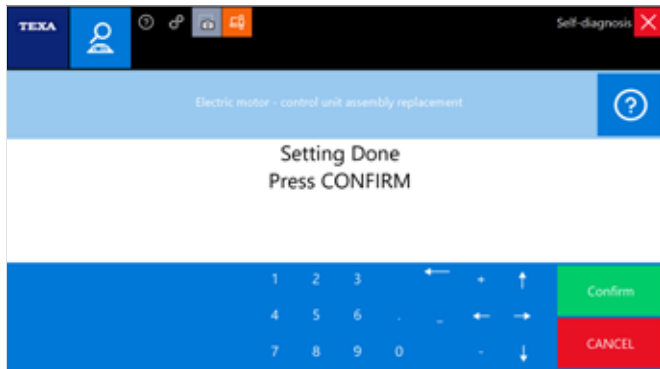 TEXA
Self-diagnosis
Electric motor - control unit assembly replacement
Setting Done
Press CONFIRM
1 2 3 +
Confirm
4 5 6 . _
7 8 9 0 -
CANCEL